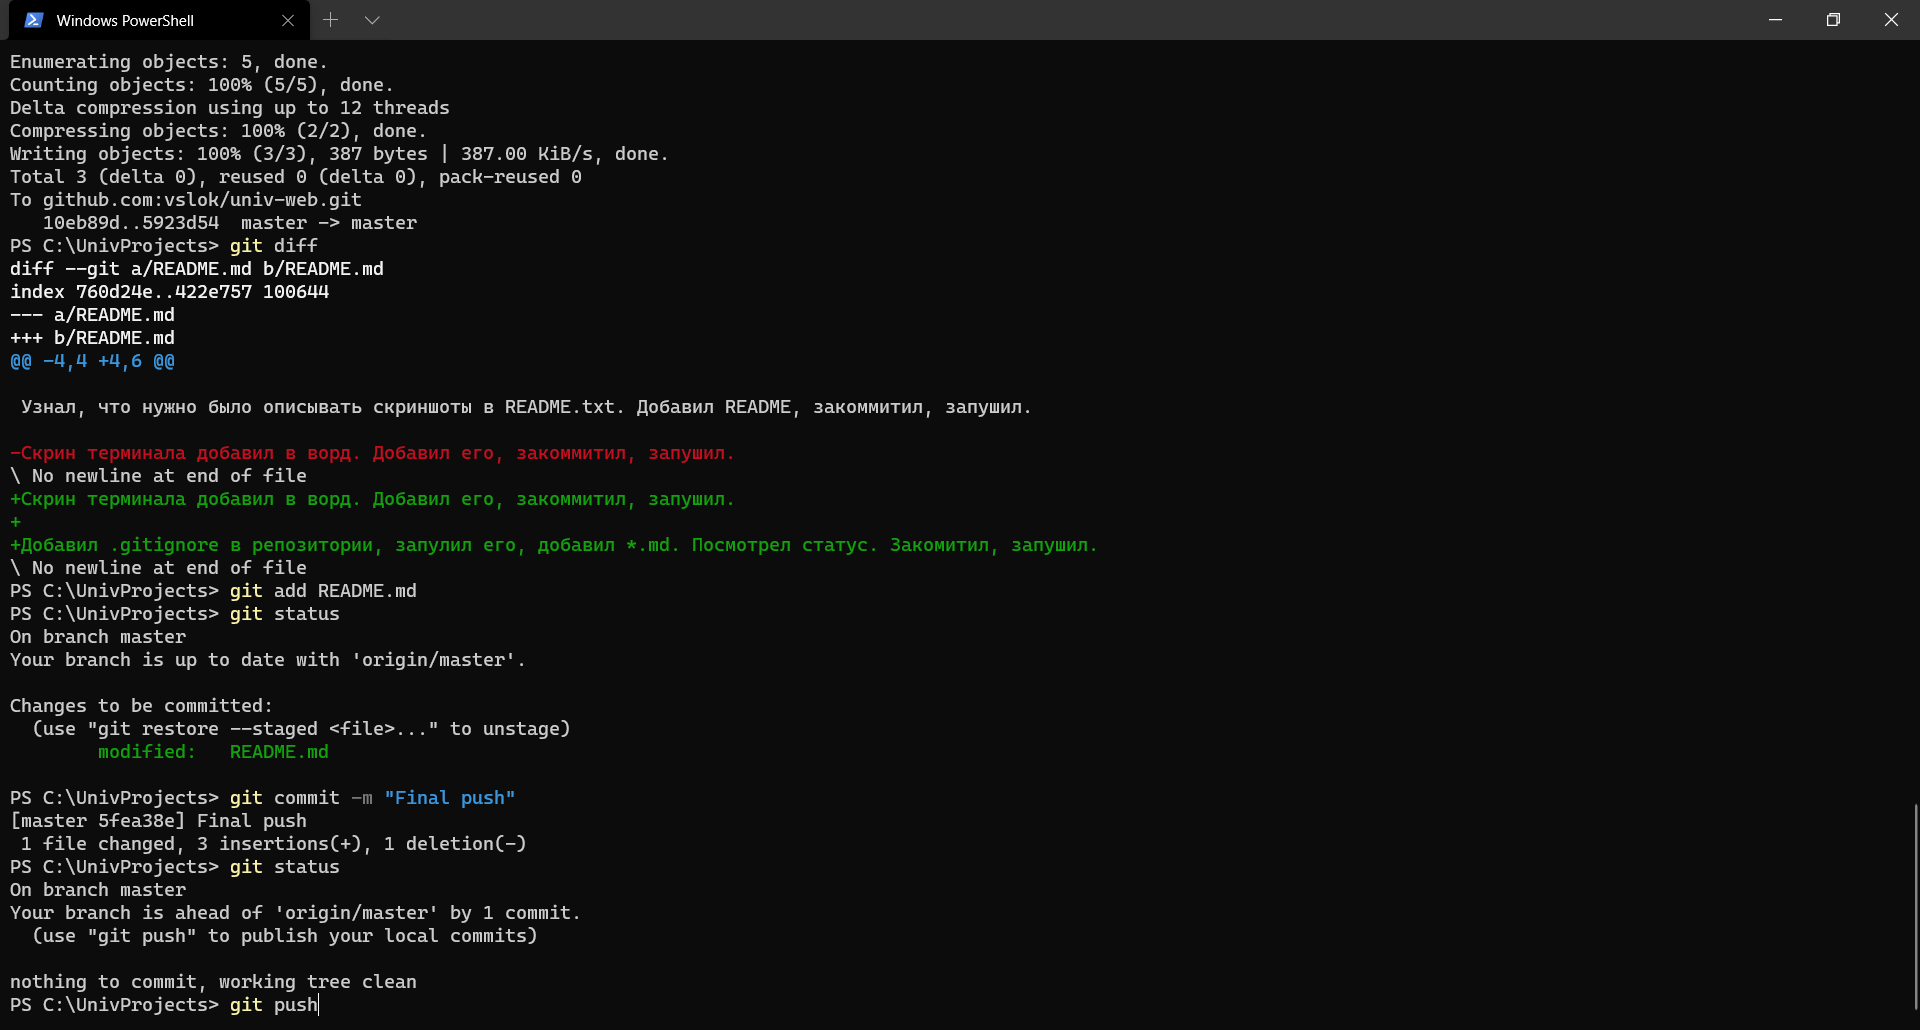 Windows PowerShell
Enumerating objects: 5, done.
Counting objects: 100% (5/5), done.
Delta compression using up to 12 threads
Compressing objects: 100% (2/2), done.
Writing objects: 100% (3/3), 387 bytes | 387.00 KiB/s, done.
Total 3 (delta 0), reused 0 (delta 0), pack-reused 0
To github.com:vslok/univ-web.git
   10eb89d..5923d54  master -> master
PS C:\UnivProjects> git diff
diff --git a/README.md b/README.md
index 760d24e..422e757 100644
--- a/README.md
+++ b/README.md
@@ -4,4 +4,6 @@
 Узнал, что нужно было описывать скриншоты в README.txt. Добавил README, закоммитил, запушил.
-Скрин терминала добавил в ворд. Добавил его, закоммитил, запушил.
\ No newline at end of file
+Скрин терминала добавил в ворд. Добавил его, закоммитил, запушил.
+
+Добавил .gitignore в репозитории, запулил его, добавил *.md. Посмотрел статус. Закомитил, запушил.
\ No newline at end of file
PS C:\UnivProjects> git add README.md
PS C:\UnivProjects> git status
On branch master
Your branch is up to date with 'origin/master'.
Changes to be committed:
  (use "git restore --staged <file>..." to unstage)
        modified:   README.md
PS C:\UnivProjects> git commit -m "Final push"
[master 5fea38e] Final push
 1 file changed, 3 insertions(+), 1 deletion(-)
PS C:\UnivProjects> git status
On branch master
Your branch is ahead of 'origin/master' by 1 commit.
  (use "git push" to publish your local commits)
nothing to commit, working tree clean
PS C:\UnivProjects> git push